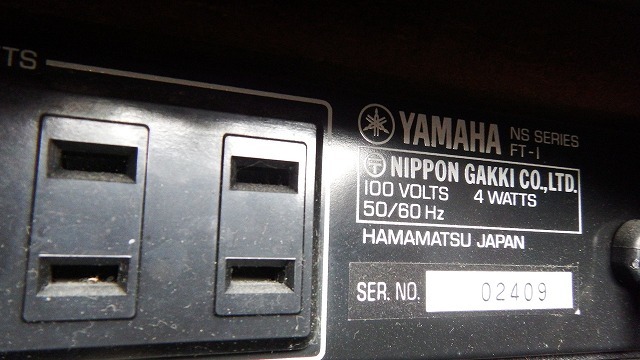 TS
YAMAHA NS SERIES
FT-1
NIPPON GAKKI CO.,LTD.
100 VOLTS 4 WATTS
50/60 Hz
HAMAMATSU JAPAN
SER. NO. 02409